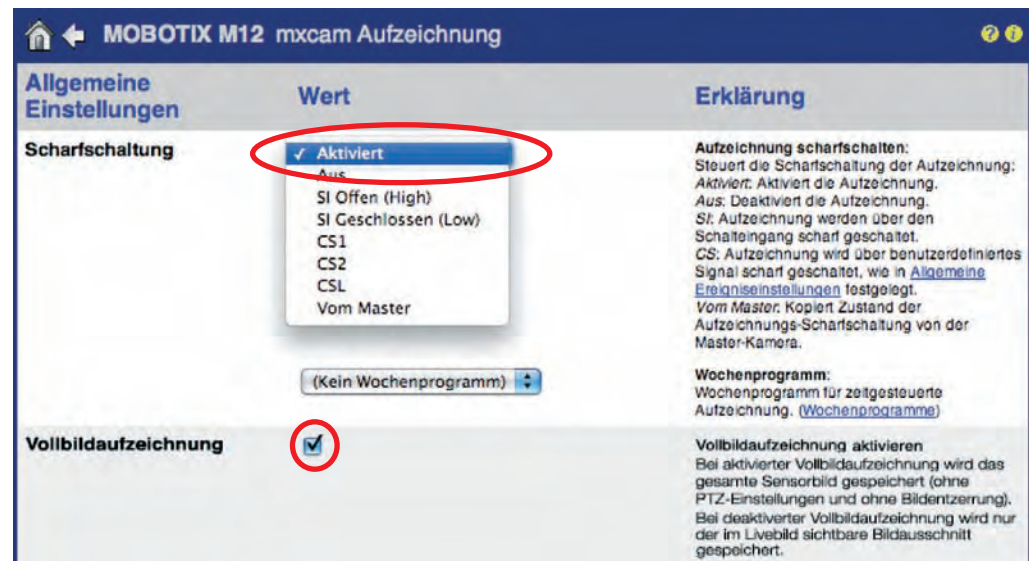 MOBOTIX M12 mxcam Aufzeichnung
? i
Allgemeine
Einstellungen
Wert
Erklärung
Scharfschaltung
✓ Aktiviert
Aus
SI Offen (High)
SI Geschlossen (Low)
CS1
CS2
CSL
Vom Master
(Kein Wochenprogramm)
Aufzeichnung scharfschalten:
Steuert die Scharfschaltung der Aufzeichnung:
Aktiviert: Aktiviert die Aufzeichnung.
Aus: Deaktiviert die Aufzeichnung.
SI: Aufzeichnung werden über den
Schalteingang scharf geschaltet.
CS: Aufzeichnung wird über benutzerdefiniertes
Signal scharf geschaltet, wie in Allgemeine
Ereigniseinstellungen festgelegt.
Vom Master: Kopiert Zustand der
Aufzeichnungs-Scharfschaltung von der
Master-Kamera.
Wochenprogramm:
Wochenprogramm für zeitgesteuerte
Aufzeichnung. (Wochenprogramme)
Vollbildaufzeichnung
Vollbildaufzeichnung aktivieren
Bei aktivierter Vollbildaufzeichnung wird das
gesamte Sensorbild gespeichert (ohne
PTZ-Einstellungen und ohne Bildentzerrung).
Bei deaktiverter Vollbildaufzeichnung wird nur
der im Livebild sichtbare Bildausschnitt
gespeichert.